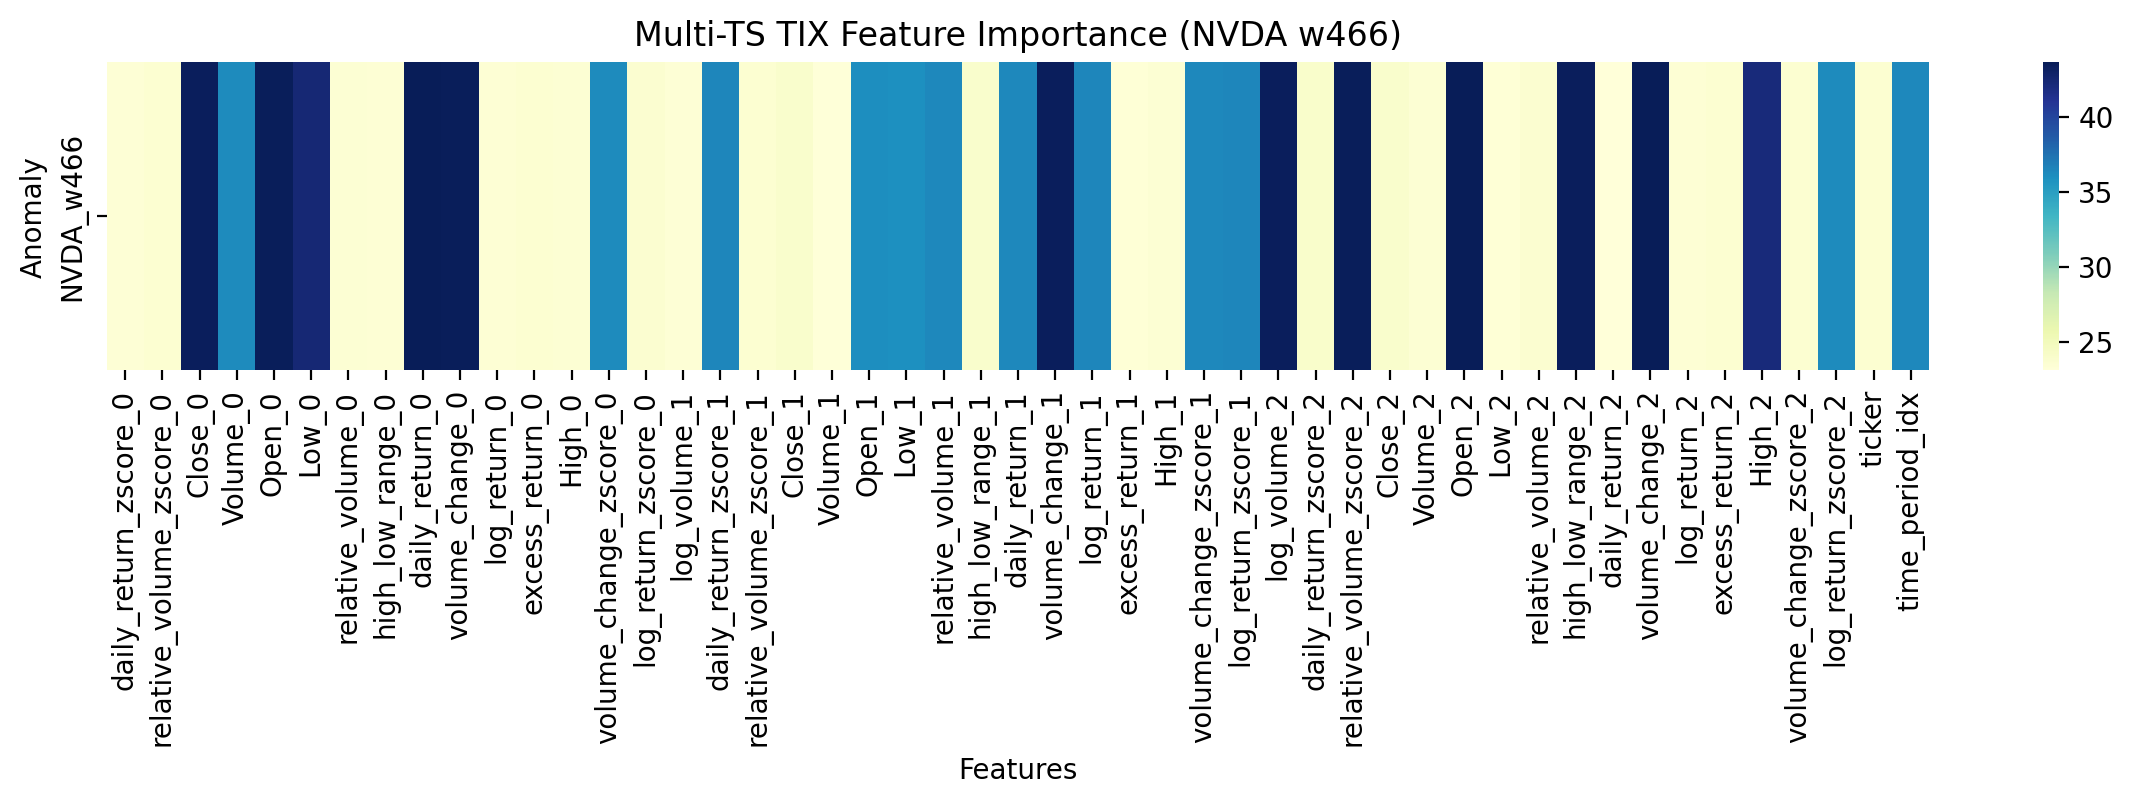 Multi-TS TIX Feature Importance (NVDA w466)
Anomaly
NVDA_w466
40
35
30
25
daily_return_zscore_0
relative_volume_zscore_0
Close_0
Volume_0
Open_0
Low_0
relative_volume_0
high_low_range_0
daily_return_0
volume_change_0
log_return_0
excess_return_0
High_0
volume_change_zscore_0
log_return_zscore_0
log_volume_1
daily_return_zscore_1
relative_volume_zscore_1
Close_1
Volume_1
Open_1
Low_1
relative_volume_1
high_low_range_1
daily_return_1
volume_change_1
log_return_1
excess_return_1
High_1
volume_change_zscore_1
log_return_zscore_1
log_volume_2
daily_return_zscore_2
relative_volume_zscore_2
Close_2
Volume_2
Open_2
Low_2
relative_volume_2
high_low_range_2
daily_return_2
volume_change_2
log_return_2
excess_return_2
High_2
volume_change_zscore_2
log_return_zscore_2
ticker
time_period_idx
Features